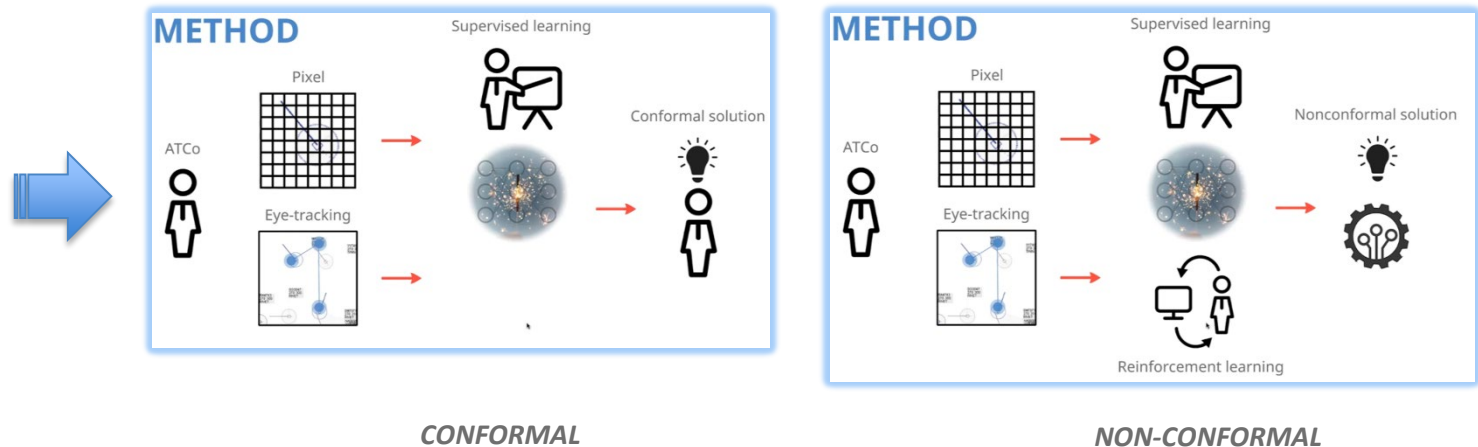 METHOD
Supervised learning
Pixel
Conformal solution
ATCo
Eye-tracking
CONFORMAL
METHOD
Supervised learning
Pixel
Nonconformal solution
ATCo
Eye-tracking
Reinforcement learning
NON-CONFORMAL